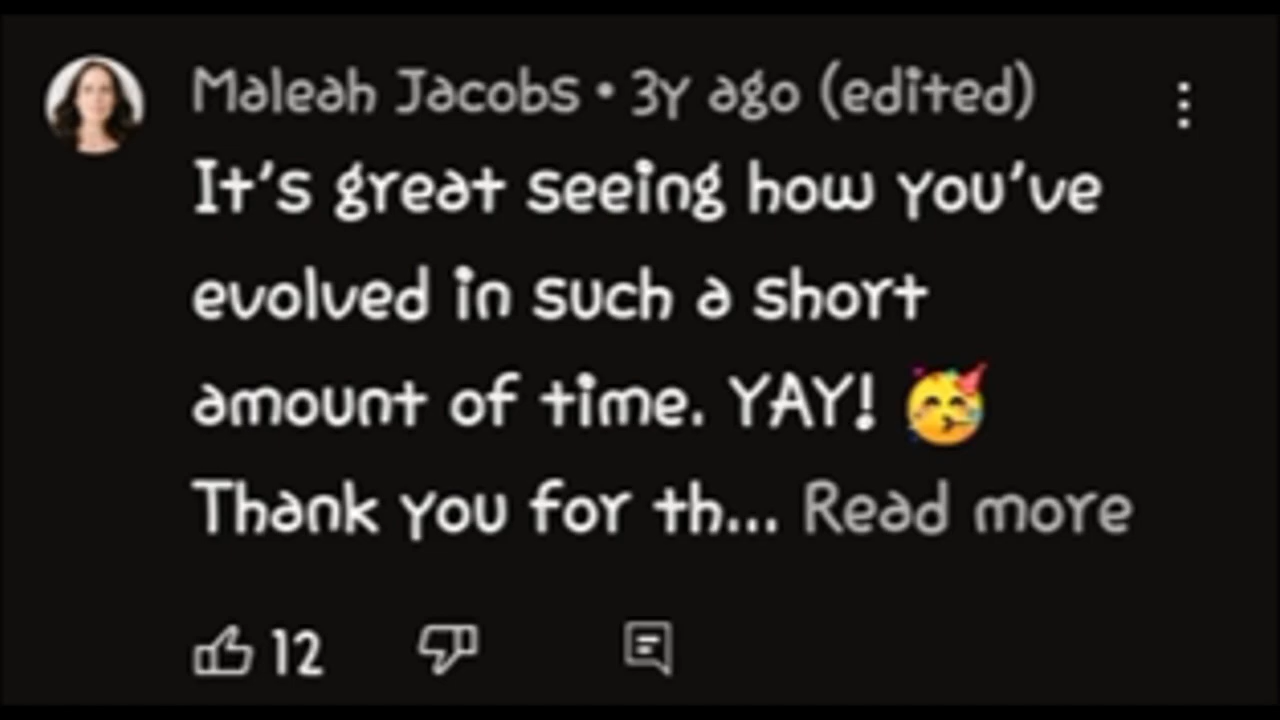 Maleah Jacobs • 3y ago (edited)
It's great seeing how you've
evolved in such a short
amount of time. YAY! 🥳
Thank you for th... Read more
12